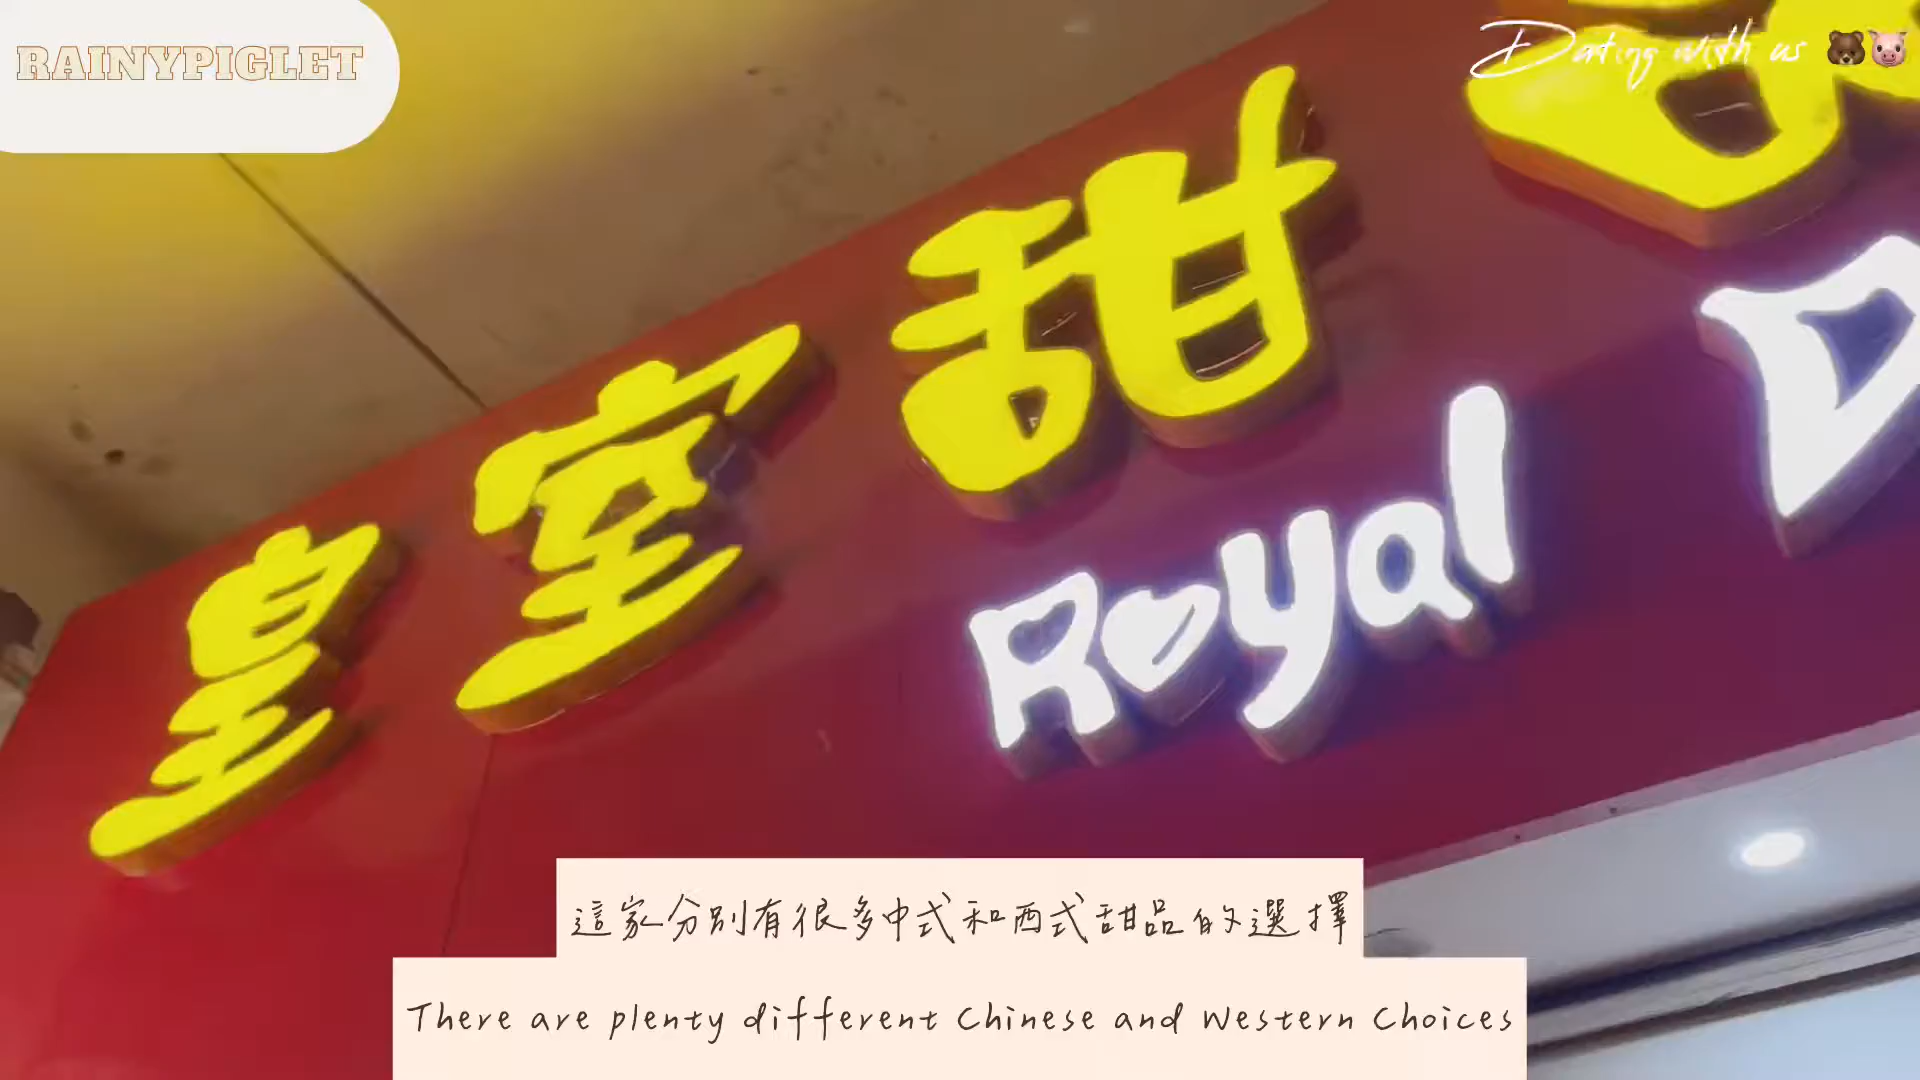 RAINYPIGLET
Dating with us
皇室甜
Royal D
這家分別有很多中式和西式甜品的選擇
There are plenty different Chinese and Western Choices